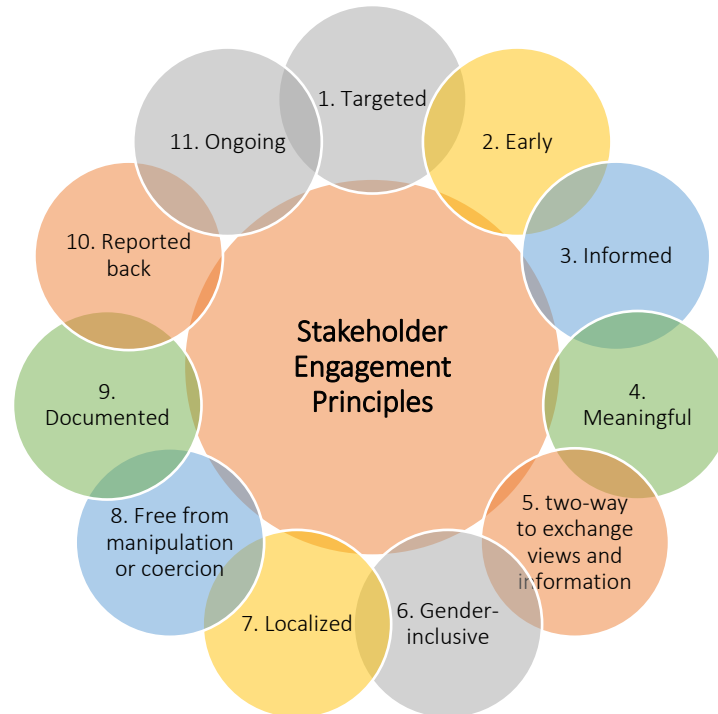 1. Targeted
2. Early
3. Informed
4.
Meaningful
5. two-way
to exchange
views and
information
6. Gender-
inclusive
7. Localized
8. Free from
manipulation
or coercion
9.
Documented
10. Reported
back
11. Ongoing
Stakeholder
Engagement
Principles